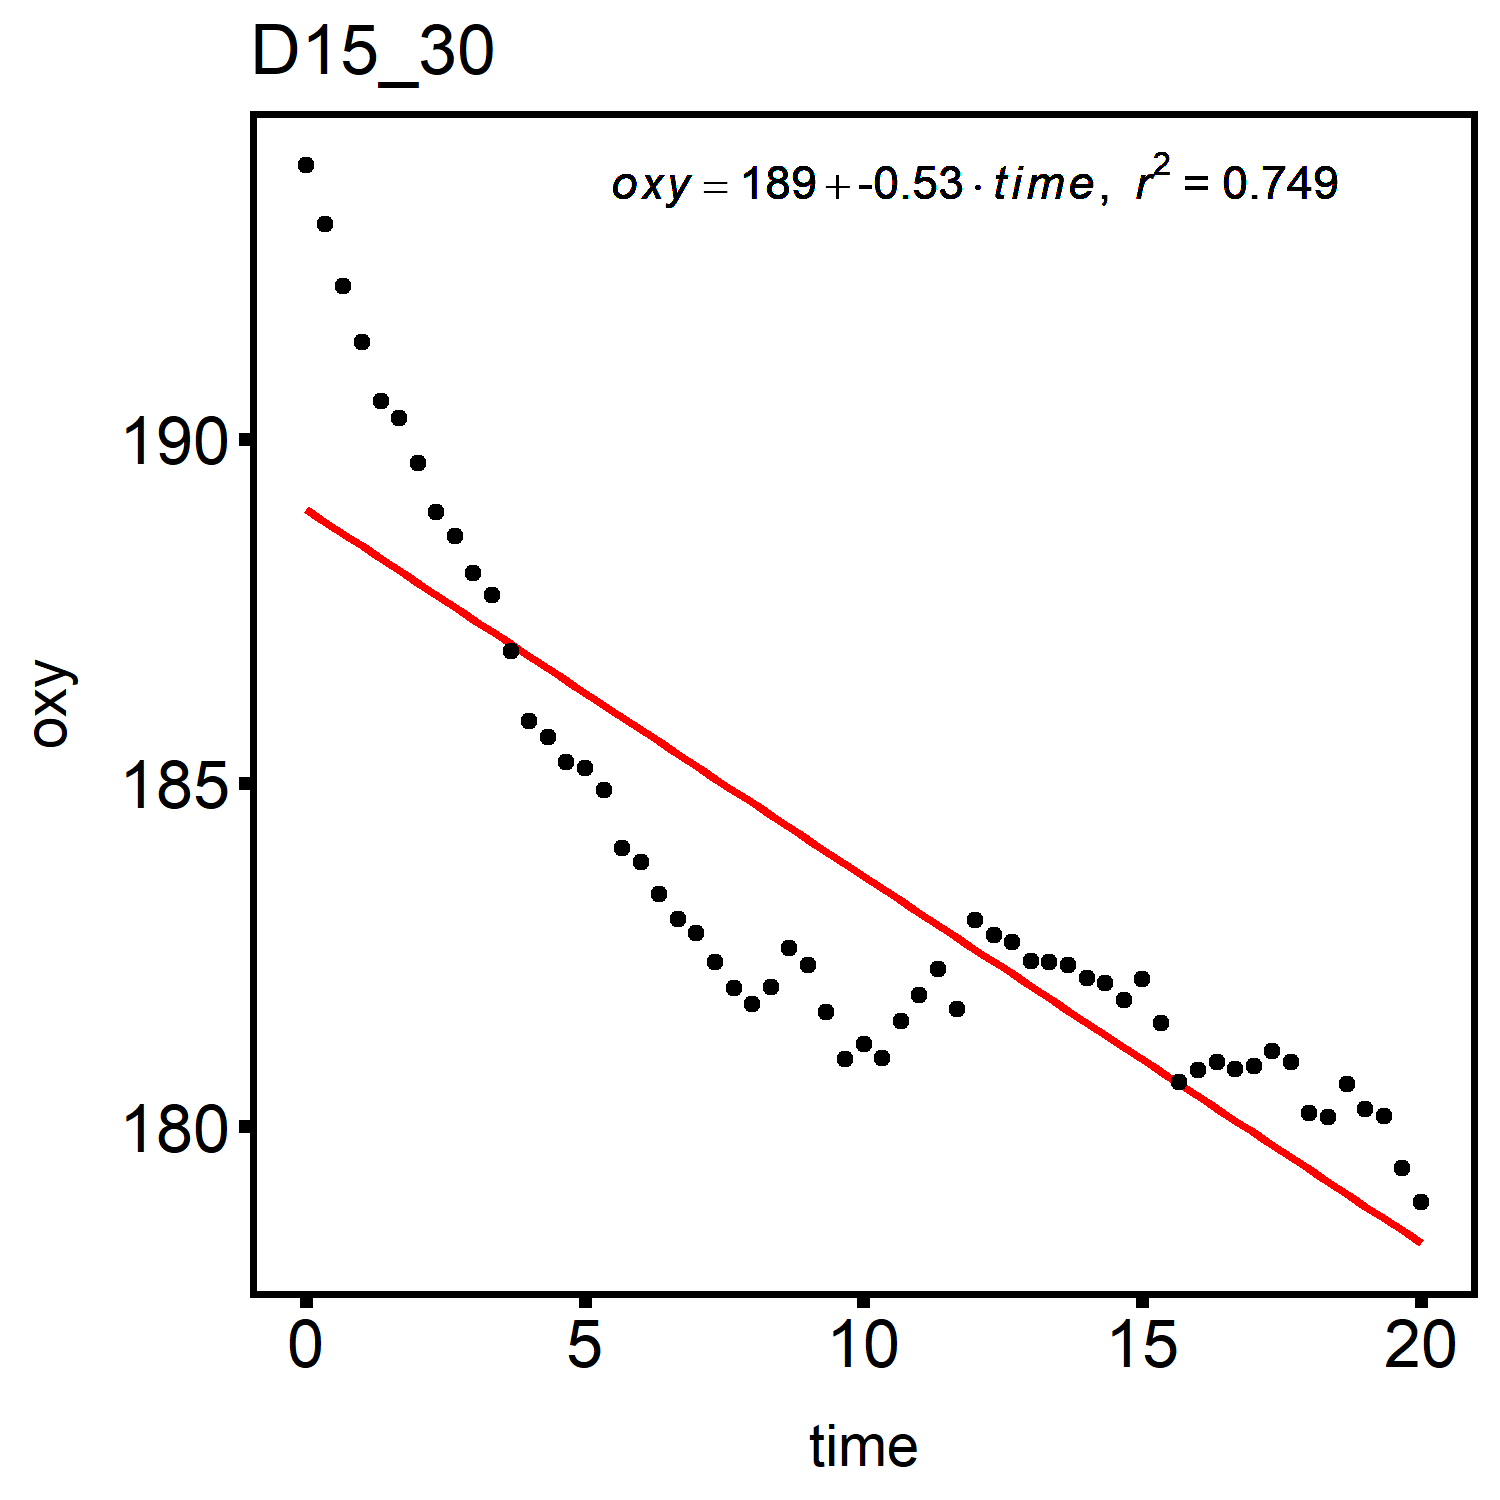 D15_30
oxy = 189 + -0.53 · time, r² = 0.749
190
185
180
oxy
0 5 10 15 20
time